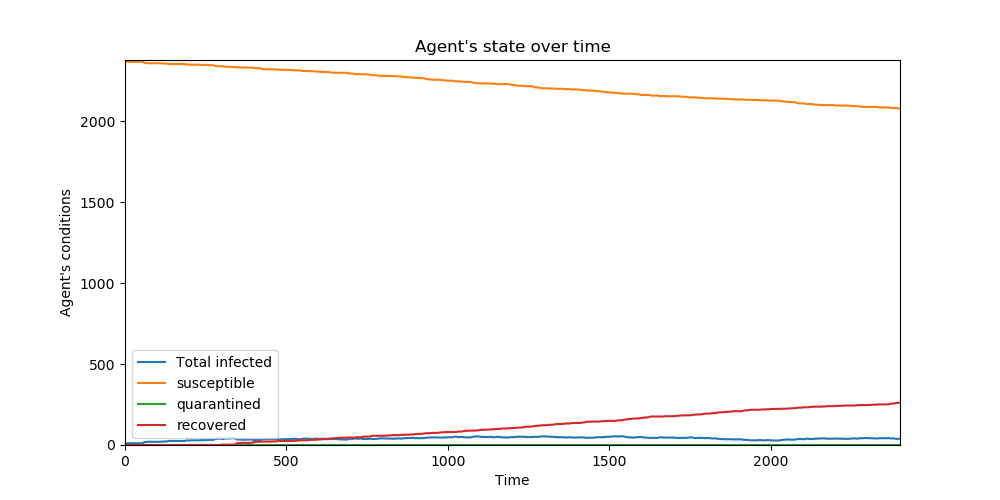 Agent's state over time
Agent's conditions
2000
1500
1000
500
0
Total infected
susceptible
quarantined
recovered
0 500 1000 1500 2000
Time